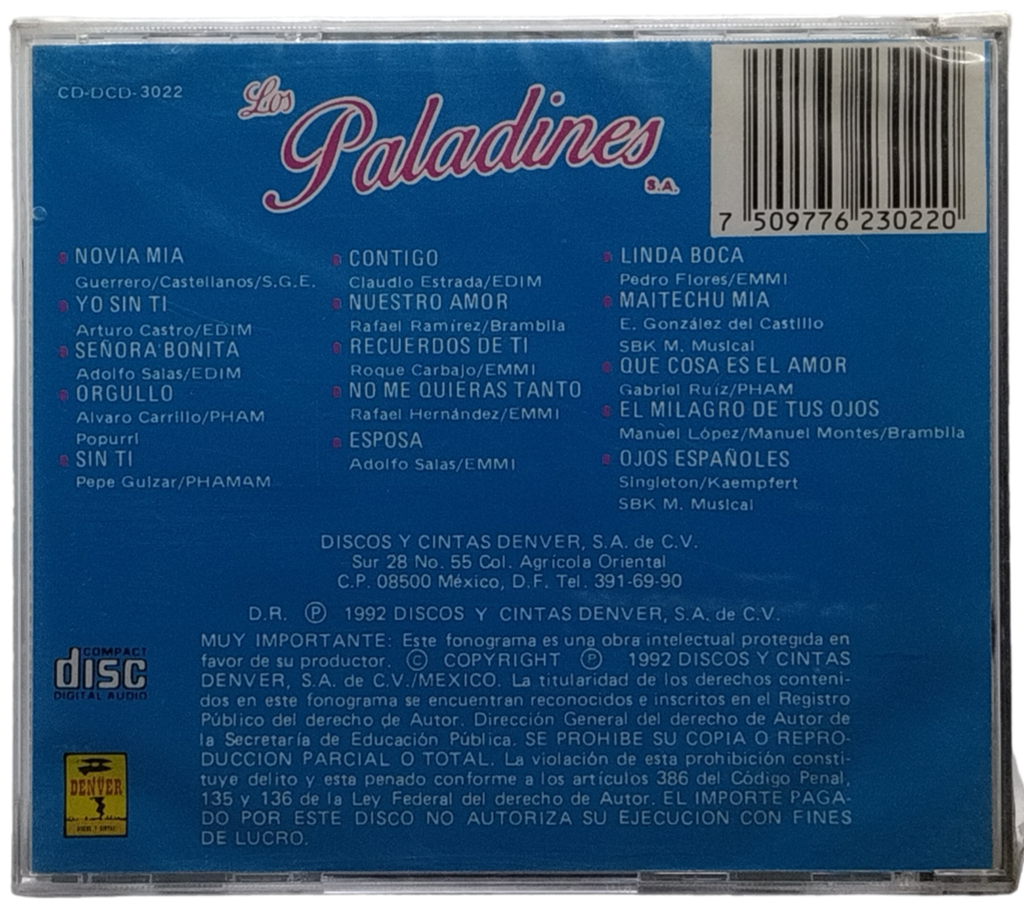 CD-DCD-3022
Los
Paladines
S.A.
7 509776 230220
NOVIA MIA
Guerrero/Castellanos/S.G.E.
YO SIN TI
Arturo Castro/EDIM
SEÑORA BONITA
Adolfo Salas/EDIM
ORGULLO
Alvaro Carrillo/PHAM
Popurrí
SIN TI
Pepe Guizar/PHAMAM
CONTIGO
Claudio Estrada/EDIM
NUESTRO AMOR
Rafael Ramírez/Brambila
RECUERDOS DE TI
Roque Carbajo/EMMI
NO ME QUIERAS TANTO
Rafael Hernández/EMMI
ESPOSA
Adolfo Salas/EMMI
LINDA BOCA
Pedro Flores/EMMI
MAITECHU MIA
E. González del Castillo
SBK M. Musical
QUE COSA ES EL AMOR
Gabriel Ruíz/PHAM
EL MILAGRO DE TUS OJOS
Manuel López/Manuel Montes/Brambila
OJOS ESPAÑOLES
Singleton/Kaempfert
SBK M. Musical
DISCOS Y CINTAS DENVER, S.A. de C.V.
Sur 28 No. 55 Col. Agrícola Oriental
C.P. 08500 México, D.F. Tel. 391-69-90
D.R. Ⓟ 1992 DISCOS Y CINTAS DENVER, S.A. de C.V.
MUY IMPORTANTE: Este fonograma es una obra intelectual protegida en
favor de su productor. © COPYRIGHT Ⓟ 1992 DISCOS Y CINTAS
DENVER, S.A. de C.V./MEXICO. La titularidad de los derechos conteni-
dos en este fonograma se encuentran reconocidos e inscritos en el Registro
Público del derecho de Autor. Dirección General del derecho de Autor de
la Secretaría de Educación Pública. SE PROHIBE SU COPIA O REPRO-
DUCCION PARCIAL O TOTAL. La violación de esta prohibición consti-
tuye delito y esta penado conforme a los artículos 386 del Código Penal,
135 y 136 de la Ley Federal del derecho de Autor. EL IMPORTE PAGA-
DO POR ESTE DISCO NO AUTORIZA SU EJECUCION CON FINES
DE LUCRO.
COMPACT
disc
DIGITAL AUDIO
DENVER
DISCOS Y CINTAS